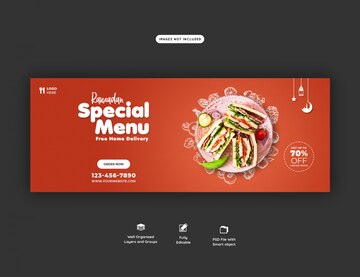 IMAGES NOT INCLUDED
LOGO
HERE
Ramadan
Special
Menu
Free Home Delivery
ORDER NOW
123-456-7890
WWW.YOURWEBSITE.COM
GET UP TO
70%
OFF
Well Organized
Layers and Groups
Fully
Editable
PSD File with
Smart object